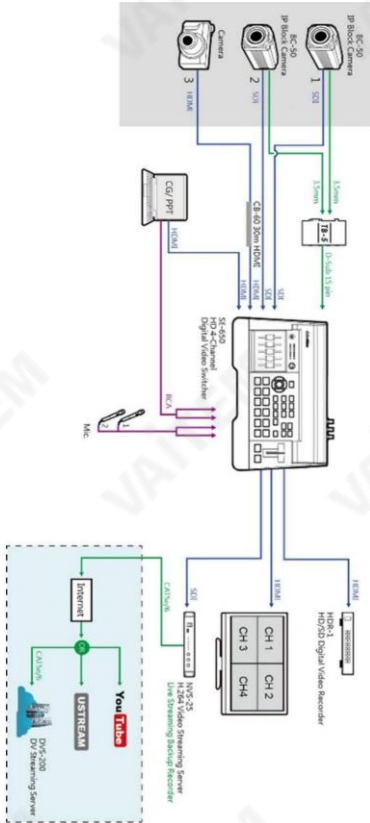 BC-50
IP Block Camera
BC-50
IP Block Camera
Camera
1
SDI
2
SDI
3
HDMI
3.5mm
3.5mm
TB-5
D-Sub 15 pin
CB-60 30m HDMI
CG/ PPT
HDMI
SDI
SDI
HDMI
HDMI
SE-650
HD 4-Channel
Digital Video Switcher
RCA
1
2
Mic.
HDMI
HDR-1
HD/SD Digital Video Recorder
HDMI
CH 1
CH 2
CH 3
CH4
SDI
NVS-25
H.264 Video Streaming Server
Live Streaming Backup Recorder
CAT5e/6
Internet
OR
YouTube
USTREAM
CAT5e/6
DVS-200
DV Streaming Server